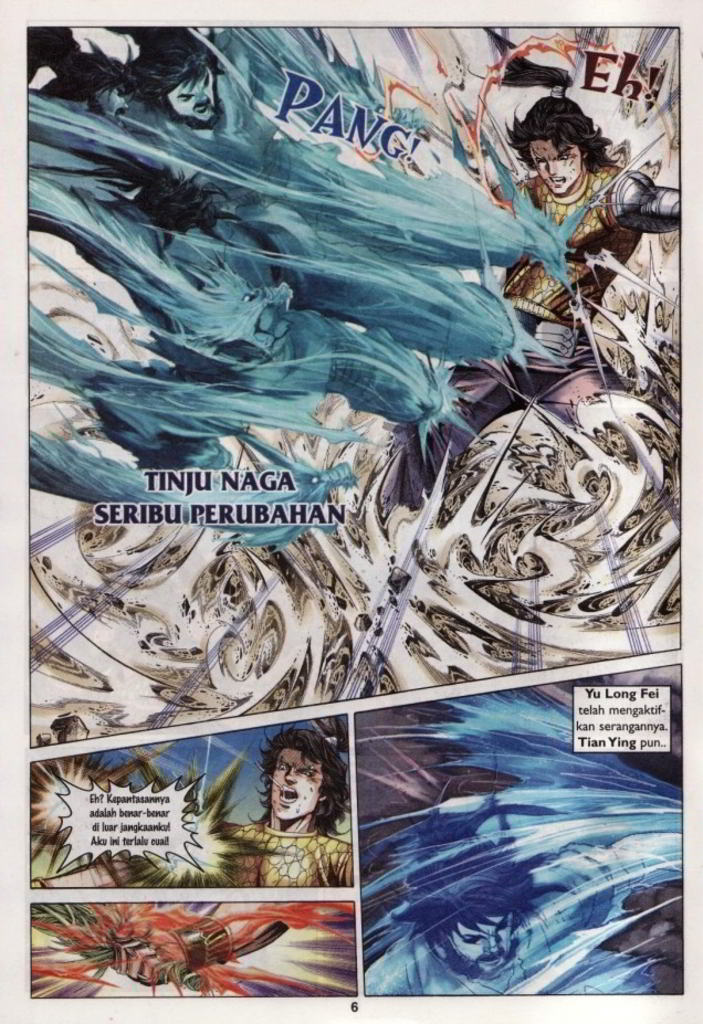 PANG!
Eh!
TINJU NAGA
SERIBU PERUBAHAN
Yu Long Fei
telah mengaktif-
kan serangannya.
Tian Ying pun..
Eh? Kepantasannya
adalah benar-benar
di luar jangkaanku!
Aku ini terlalu cuai!
6